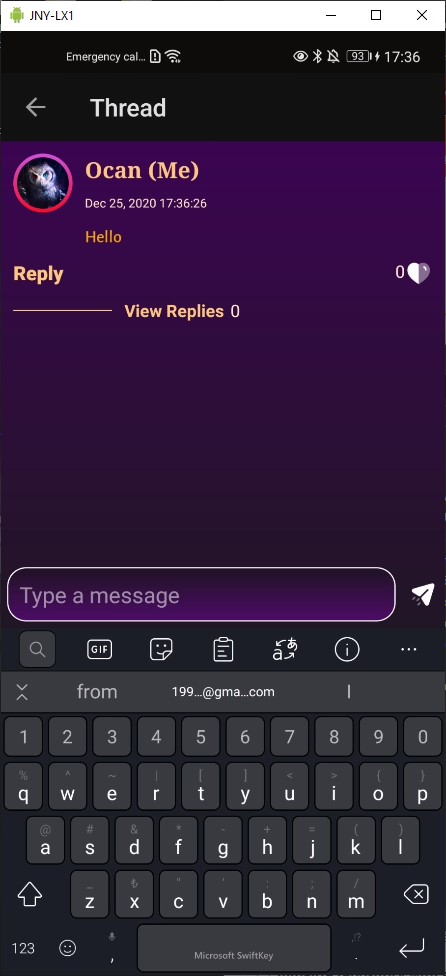 JNY-LX1
Emergency cal... 93 17:36
Thread
Ocan (Me)
Dec 25, 2020 17:36:26
Hello
Reply 0
View Replies 0
Type a message
GIF
from 199...@gma...com I
1 2 3 4 5 6 7 8 9 0
% ^ ~ | [ ] < > { }
q w e r t y u i o p
@ # & * - + = ( )
a s d f g h j k l
_ ₺ " ' : ; /
z x c v b n m
123 , Microsoft SwiftKey ,!? .